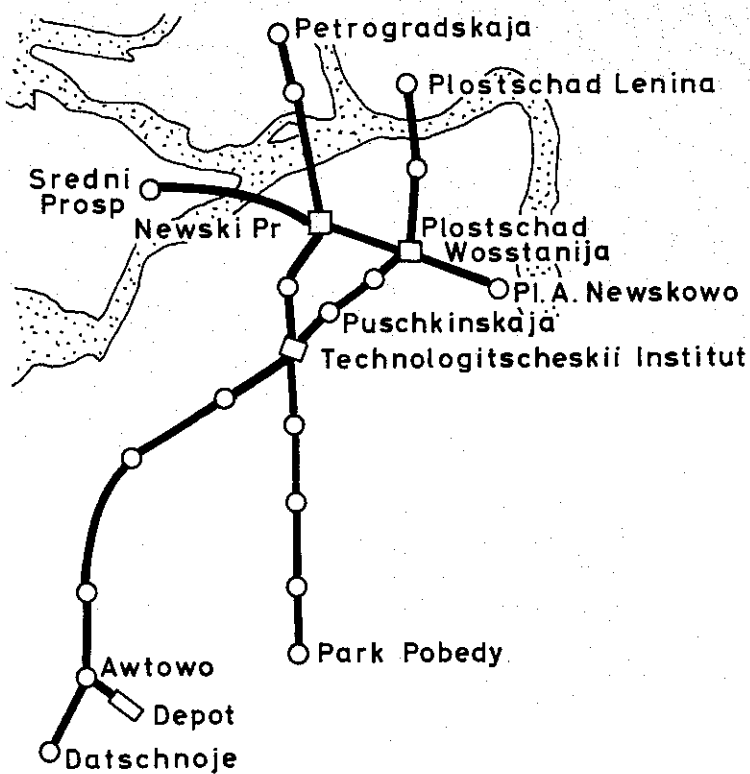 Petrogradskaja
Plostschad Lenina
Sredni
Prosp
Newski Pr
Plostschad
Wosstanija
Pl. A. Newskowo
Puschkinskaja
Technologitscheskii Institut
Awtowo
Park Pobedy
Depot
Datschnoje